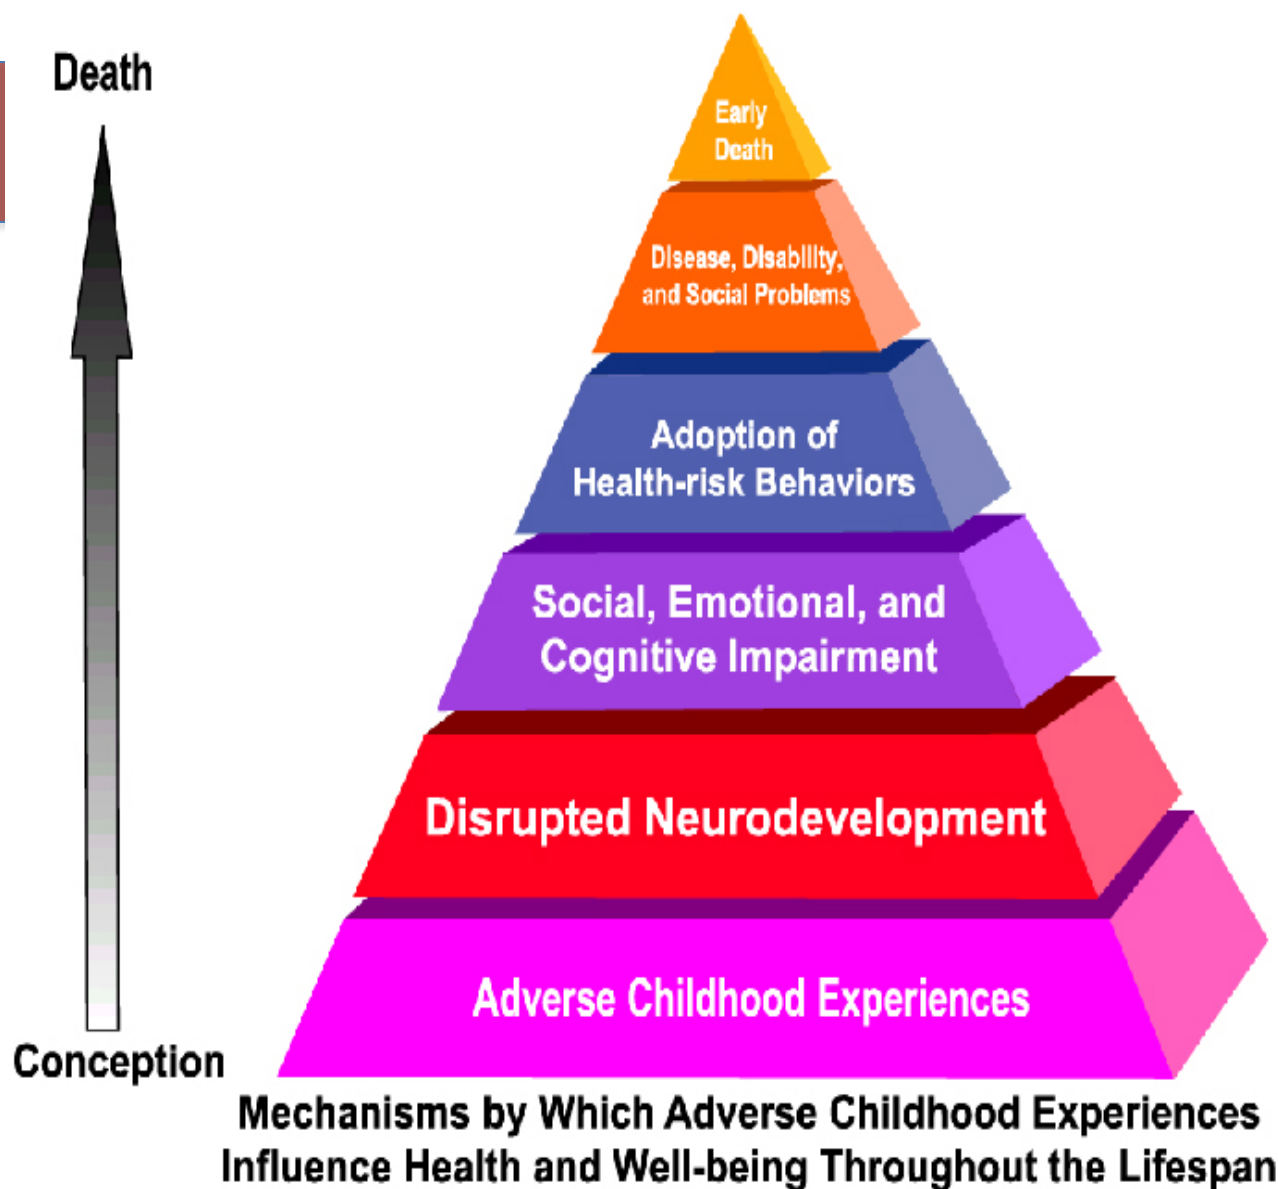 Death
Early
Death
Disease, Disability,
and Social Problems
Adoption of
Health-risk Behaviors
Social, Emotional, and
Cognitive Impairment
Disrupted Neurodevelopment
Adverse Childhood Experiences
Conception
Mechanisms by Which Adverse Childhood Experiences
Influence Health and Well-being Throughout the Lifespan